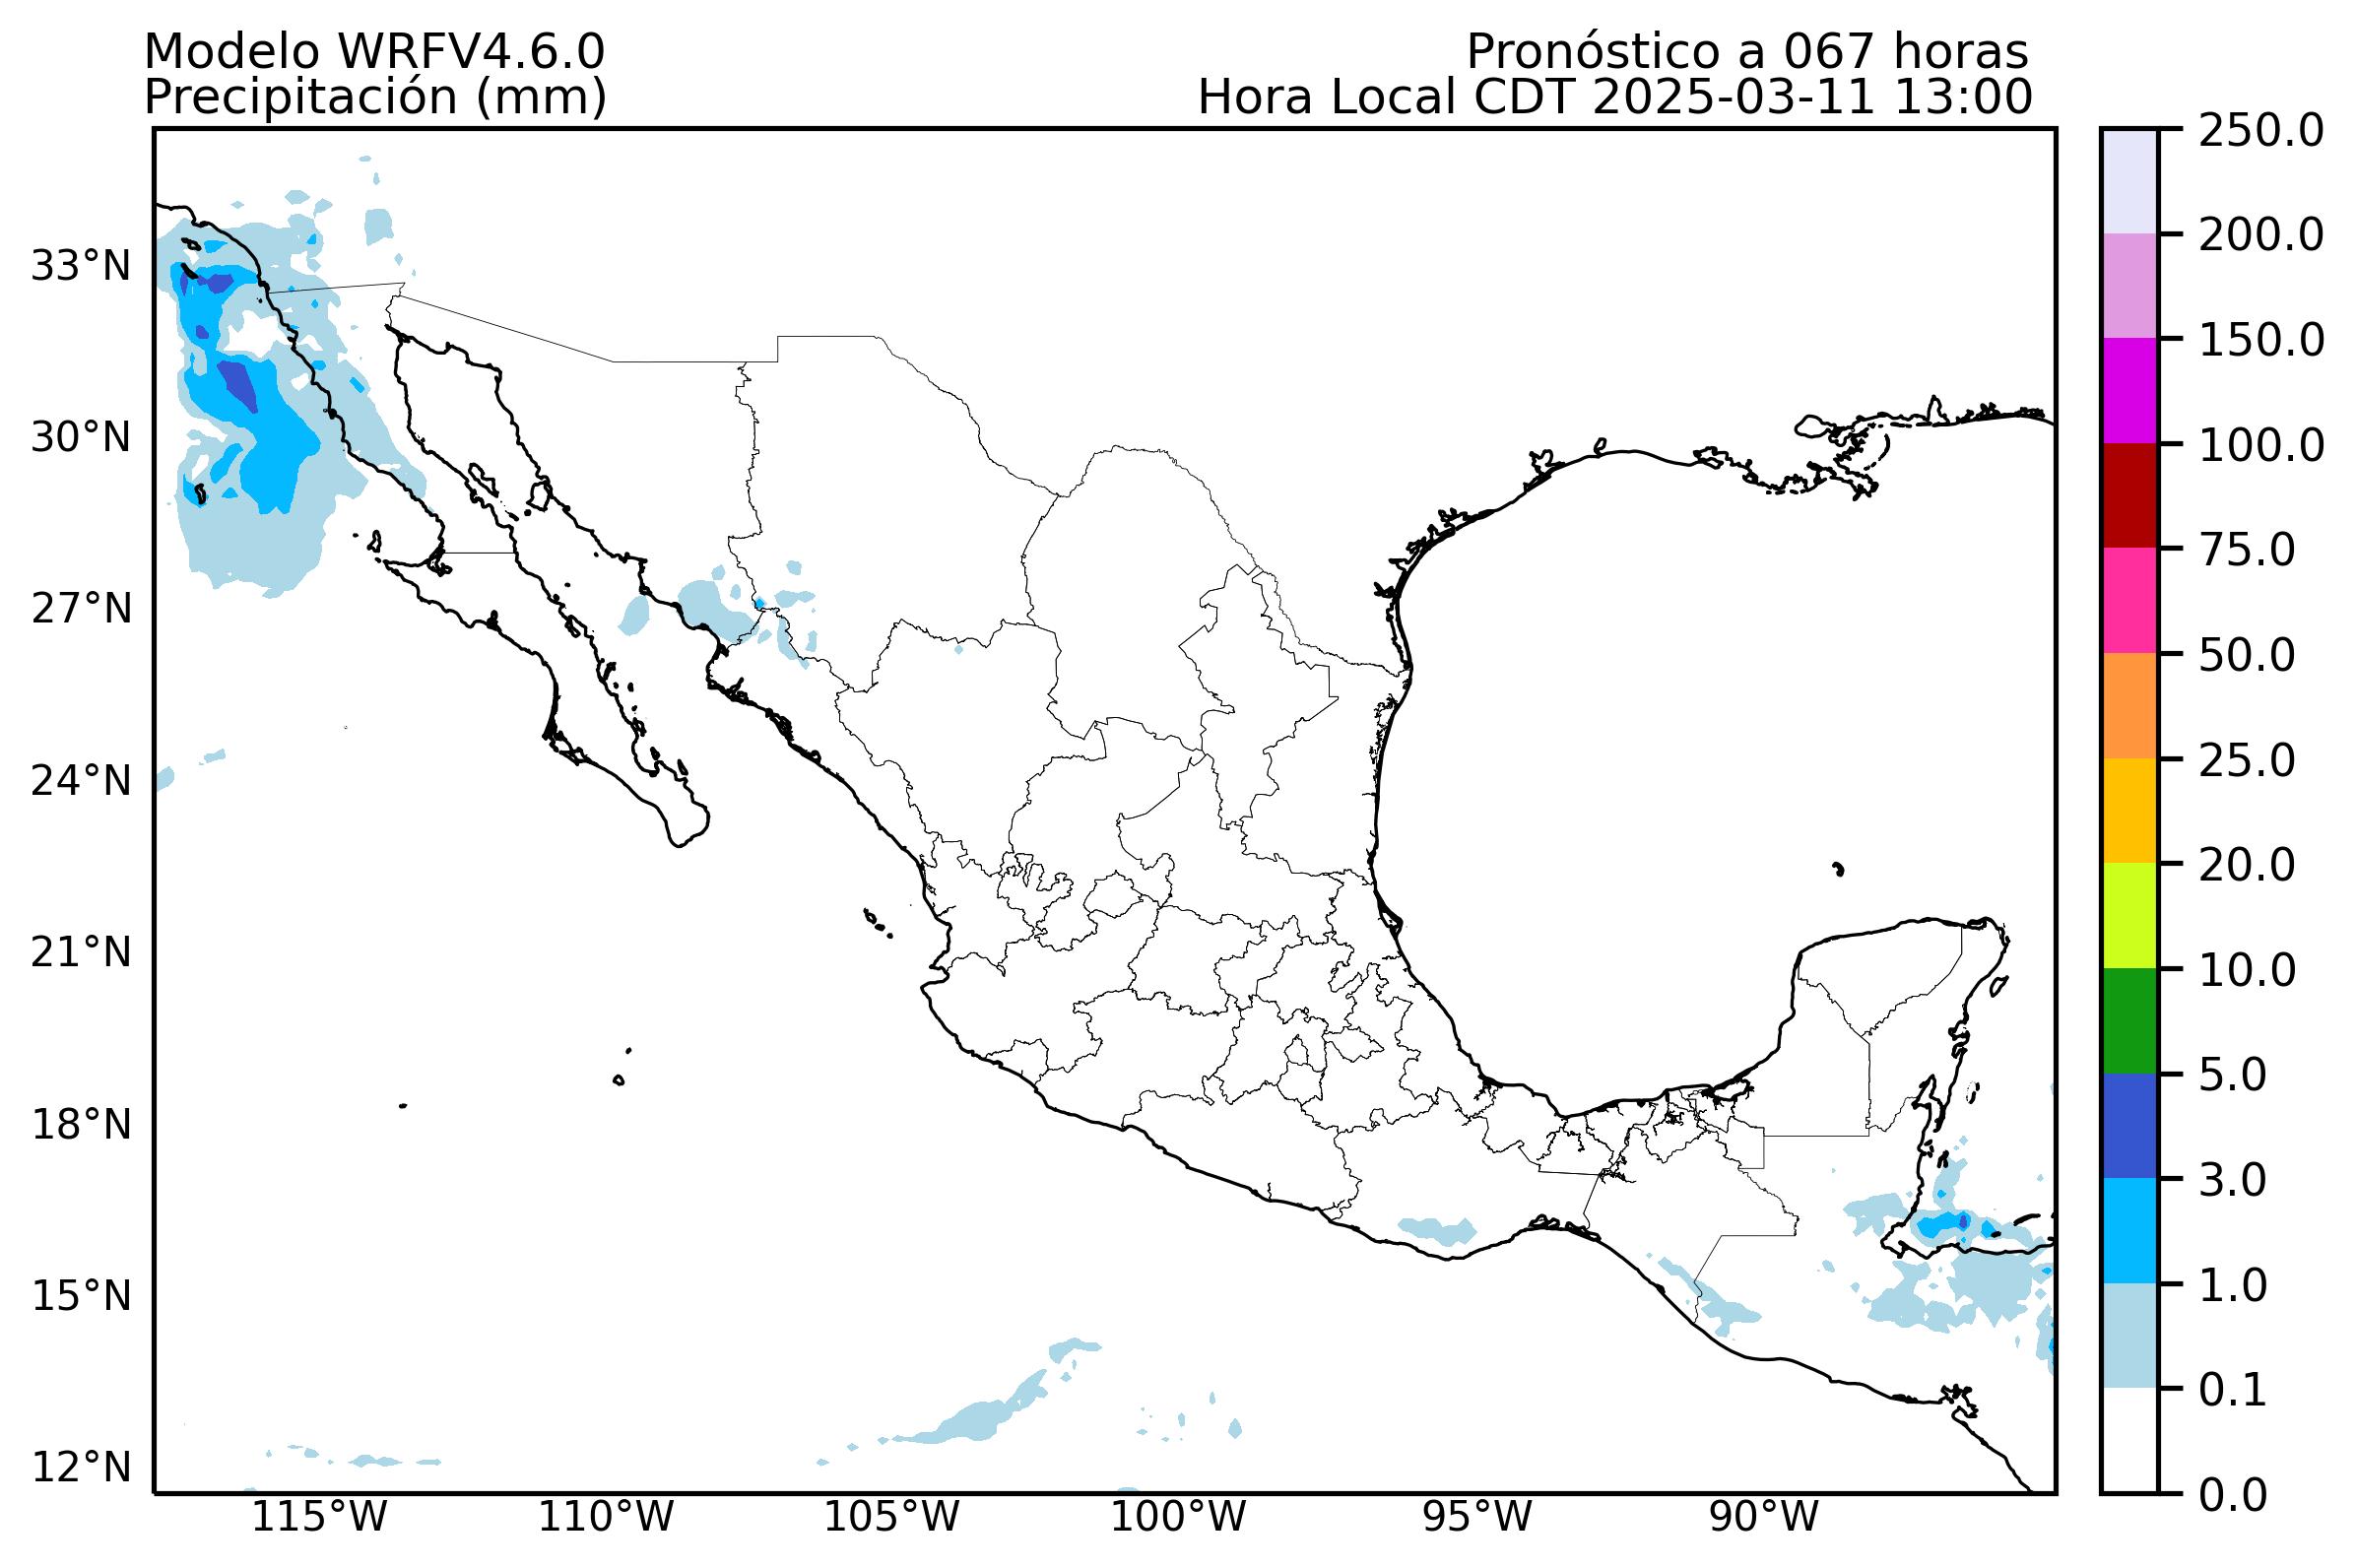 Modelo WRFV4.6.0
Precipitación (mm)
Pronóstico a 067 horas
Hora Local CDT 2025-03-11 13:00
33°N
30°N
27°N
24°N
21°N
18°N
15°N
12°N
115°W
110°W
105°W
100°W
95°W
90°W
250.0
200.0
150.0
100.0
75.0
50.0
25.0
20.0
10.0
5.0
3.0
1.0
0.1
0.0